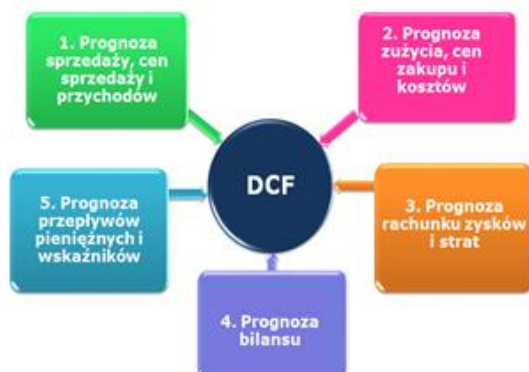 1. Prognoza
sprzedaży, cen
sprzedaży i
przychodów
2. Prognoza
zużycia, cen
zakupu i
kosztów
DCF
3. Prognoza
rachunku zysków
i strat
4. Prognoza
bilansu
5. Prognoza
przepływów
pieniężnych i
wskaźników